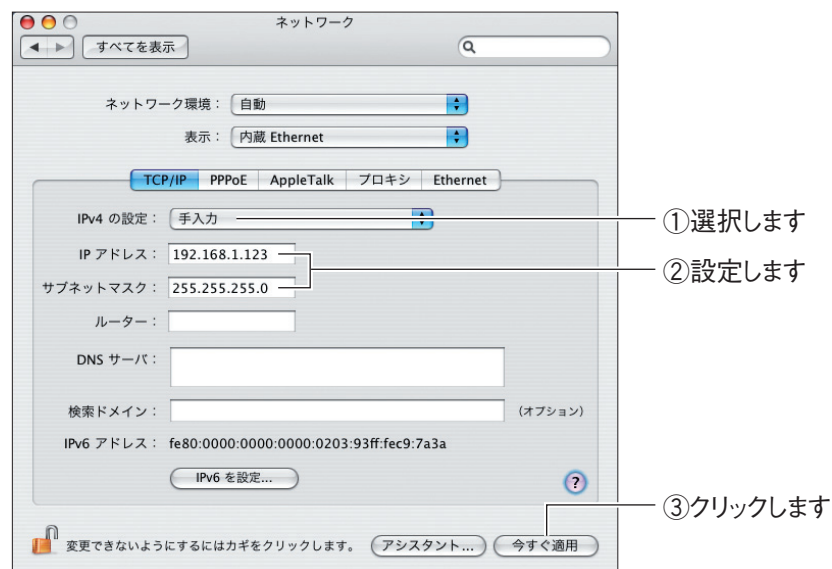 ネットワーク
すべてを表示
ネットワーク環境： 自動
表示： 内蔵 Ethernet
TCP/IP PPPoE AppleTalk プロキシ Ethernet
IPv4 の設定： 手入力
①選択します
IP アドレス： 192.168.1.123
②設定します
サブネットマスク： 255.255.255.0
ルーター：
DNS サーバ：
検索ドメイン： (オプション)
IPv6 アドレス： fe80:0000:0000:0000:0203:93ff:fec9:7a3a
IPv6 を設定... ?
③クリックします
変更できないようにするにはカギをクリックします。 アシスタント... 今すぐ適用